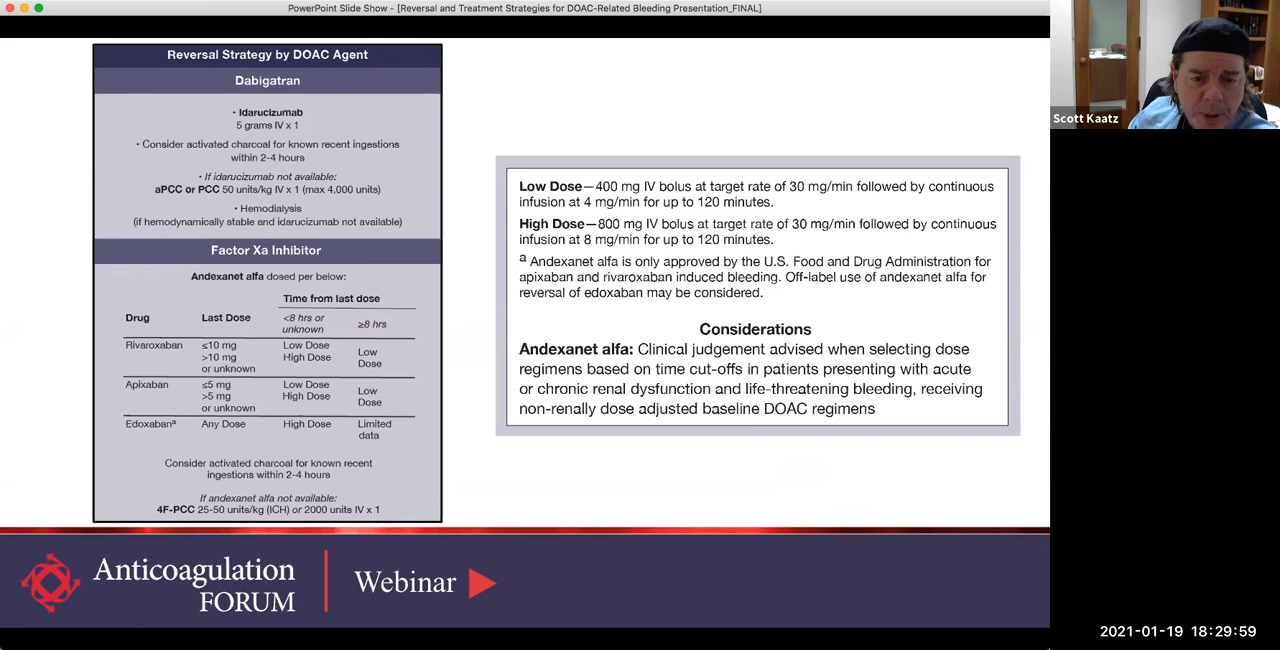 PowerPoint Slide Show - [Reversal and Treatment Strategies for DOAC-Related Bleeding Presentation_FINAL]
Reversal Strategy by DOAC Agent
Dabigatran
• Idarucizumab
5 grams IV x 1
• Consider activated charcoal for known recent ingestions
within 2-4 hours
• If idarucizumab not available:
aPCC or PCC 50 units/kg IV x 1 (max 4,000 units)
• Hemodialysis
(if hemodynamically stable and idarucizumab not available)
Factor Xa Inhibitor
Andexanet alfa dosed per below:
Time from last dose
Drug Last Dose <8 hrs or unknown ≥8 hrs
Rivaroxaban ≤10 mg Low Dose Low Dose
>10 mg High Dose
or unknown
Apixaban ≤5 mg Low Dose Low Dose
>5 mg High Dose
or unknown
Edoxabanᵃ Any Dose High Dose Limited data
Consider activated charcoal for known recent
ingestions within 2-4 hours
If andexanet alfa not available:
4F-PCC 25-50 units/kg (ICH) or 2000 units IV x 1
Low Dose—400 mg IV bolus at target rate of 30 mg/min followed by continuous
infusion at 4 mg/min for up to 120 minutes.
High Dose—800 mg IV bolus at target rate of 30 mg/min followed by continuous
infusion at 8 mg/min for up to 120 minutes.
ᵃ Andexanet alfa is only approved by the U.S. Food and Drug Administration for
apixaban and rivaroxaban induced bleeding. Off-label use of andexanet alfa for
reversal of edoxaban may be considered.
Considerations
Andexanet alfa: Clinical judgement advised when selecting dose
regimens based on time cut-offs in patients presenting with acute
or chronic renal dysfunction and life-threatening bleeding, receiving
non-renally dose adjusted baseline DOAC regimens
Scott Kaatz
Anticoagulation
FORUM
Webinar
2021-01-19 18:29:59